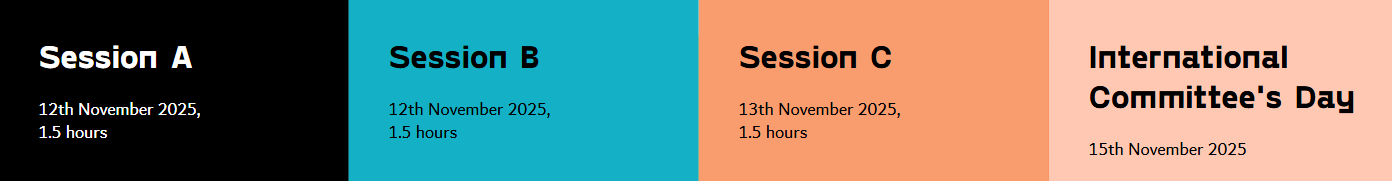 Session A
12th November 2025,
1.5 hours
Session B
12th November 2025,
1.5 hours
Session C
13th November 2025,
1.5 hours
International
Committee's Day
15th November 2025